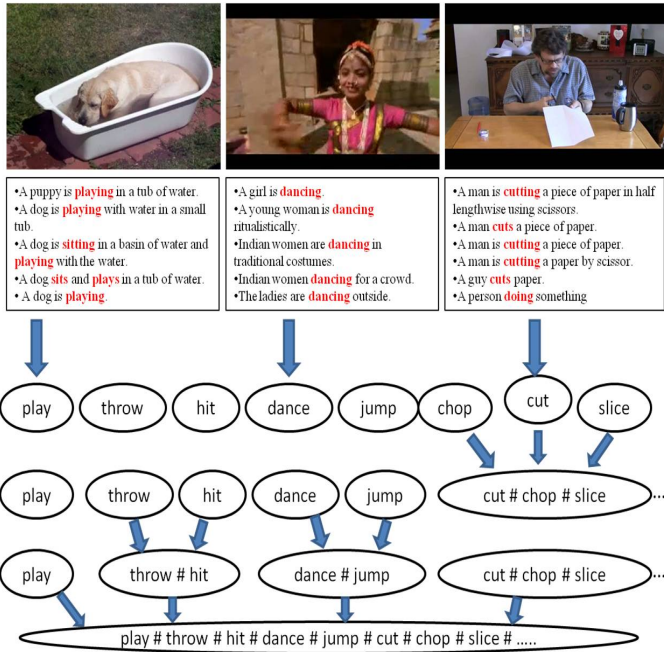 •A puppy is playing in a tub of water.
•A dog is playing with water in a small
tub.
•A dog is sitting in a basin of water and
playing with the water.
•A dog sits and plays in a tub of water.
• A dog is playing.
•A girl is dancing.
•A young woman is dancing
ritualistically.
•Indian women are dancing in
traditional costumes.
•Indian women dancing for a crowd.
•The ladies are dancing outside.
•A man is cutting a piece of paper in half
lengthwise using scissors.
•A man cuts a piece of paper.
•A man is cutting a piece of paper.
•A man is cutting a paper by scissor.
•A guy cuts paper.
•A person doing something
play throw hit dance jump chop cut slice
play throw hit dance jump cut # chop # slice ...
play throw # hit dance # jump cut # chop # slice ...
play # throw # hit # dance # jump # cut # chop # slice # .....